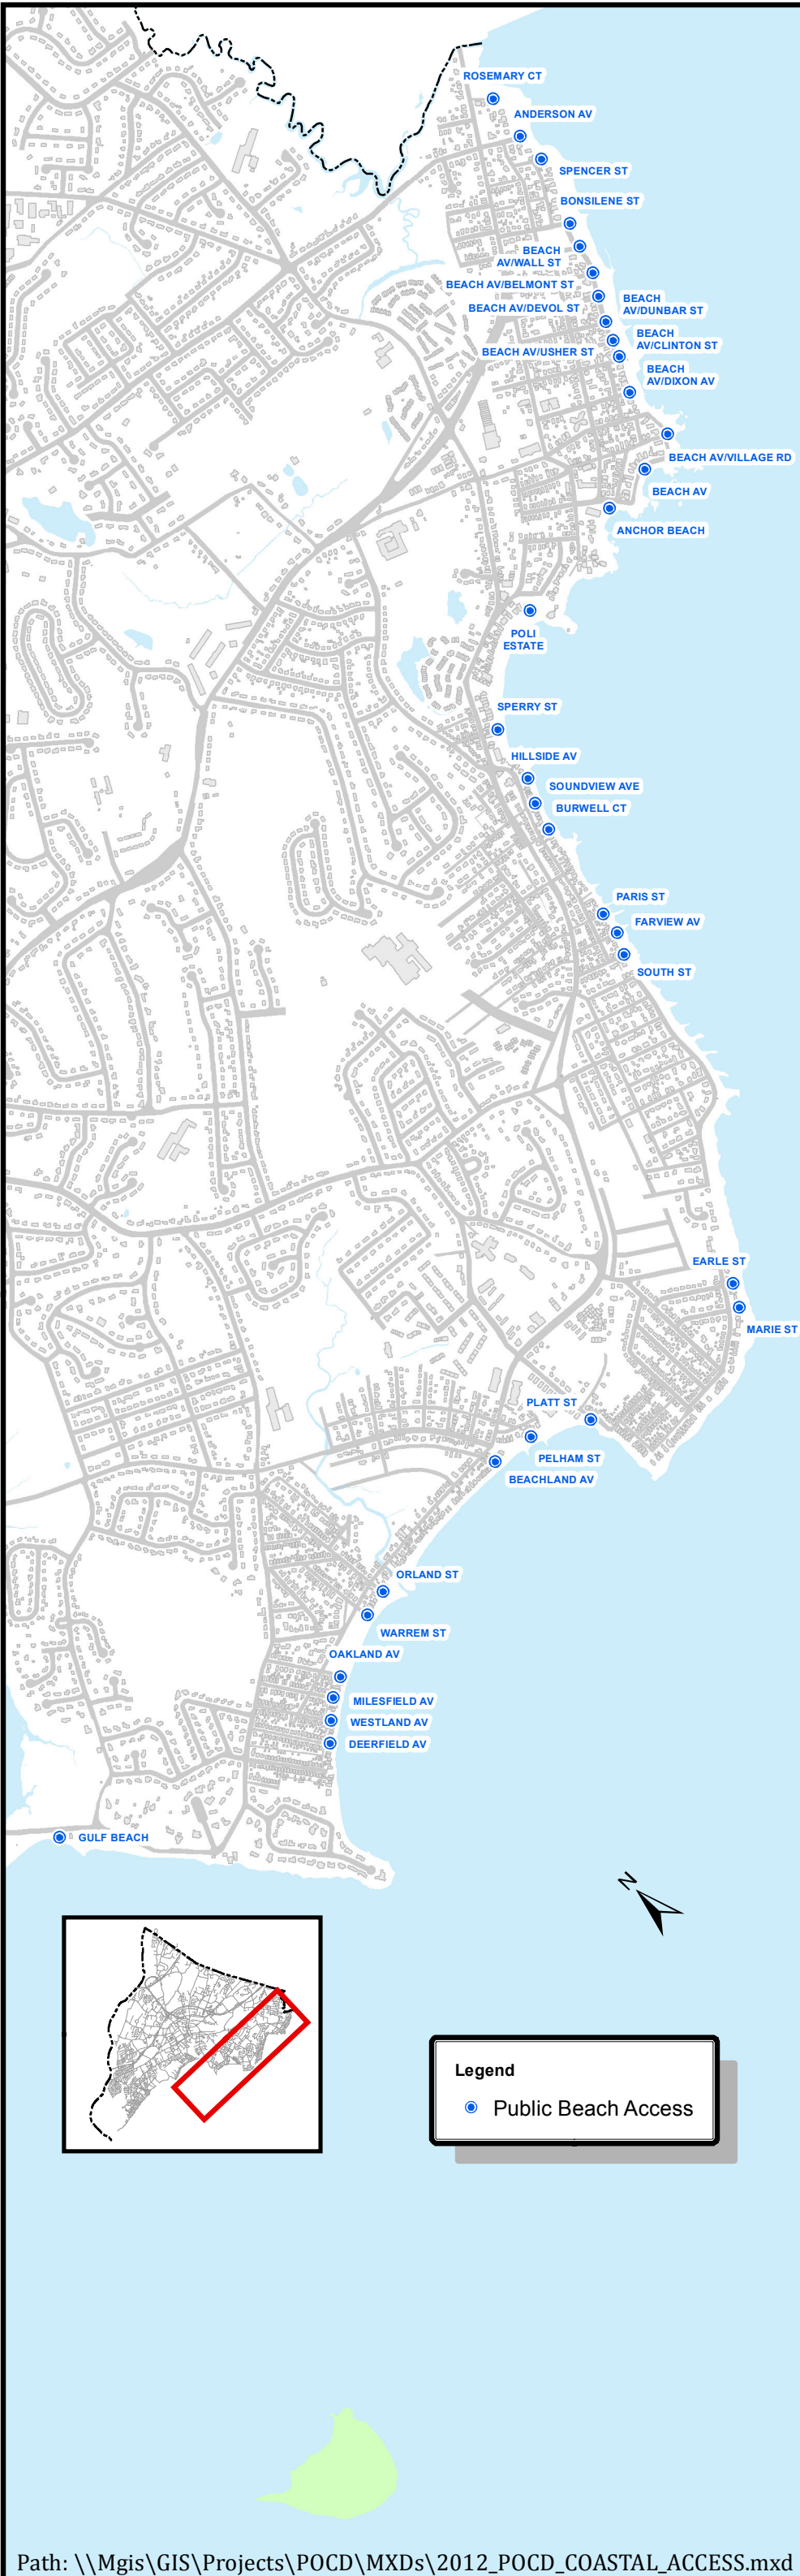 ROSEMARY CT
ANDERSON AV
SPENCER ST
BONSILENE ST
BEACH
AV/WALL ST
BEACH AV/BELMONT ST
BEACH
AV/DUNBAR ST
BEACH AV/DEVOL ST
BEACH
AV/CLINTON ST
BEACH AV/USHER ST
BEACH
AV/DIXON AV
BEACH AV/VILLAGE RD
BEACH AV
ANCHOR BEACH
POLI
ESTATE
SPERRY ST
HILLSIDE AV
SOUNDVIEW AVE
BURWELL CT
PARIS ST
FARVIEW AV
SOUTH ST
EARLE ST
MARIE ST
PLATT ST
PELHAM ST
BEACHLAND AV
ORLAND ST
WARREM ST
OAKLAND AV
MILESFIELD AV
WESTLAND AV
DEERFIELD AV
GULF BEACH
N
Legend
Public Beach Access
Path: \\Mgis\GIS\Projects\POCD\MXDs\2012_POCD_COASTAL_ACCESS.mxd